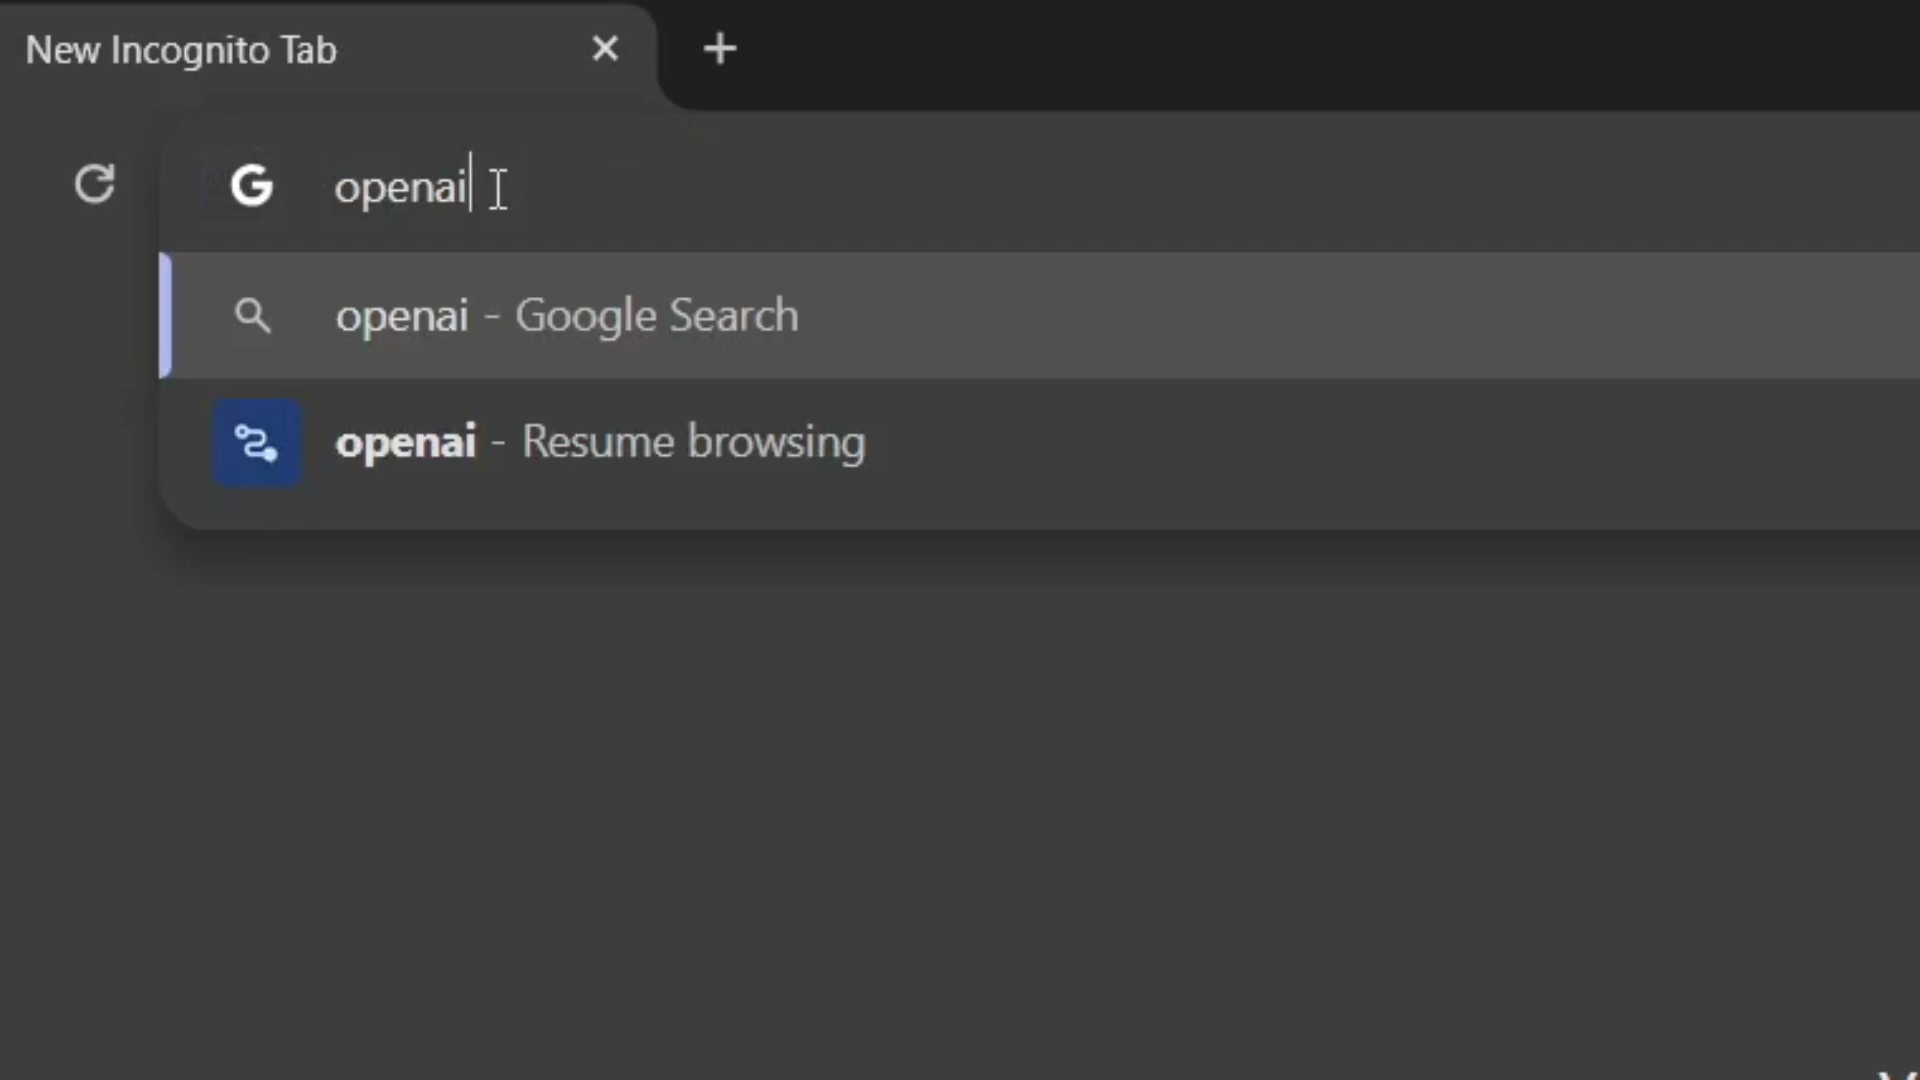 New Incognito Tab
openai
openai - Google Search
openai - Resume browsing